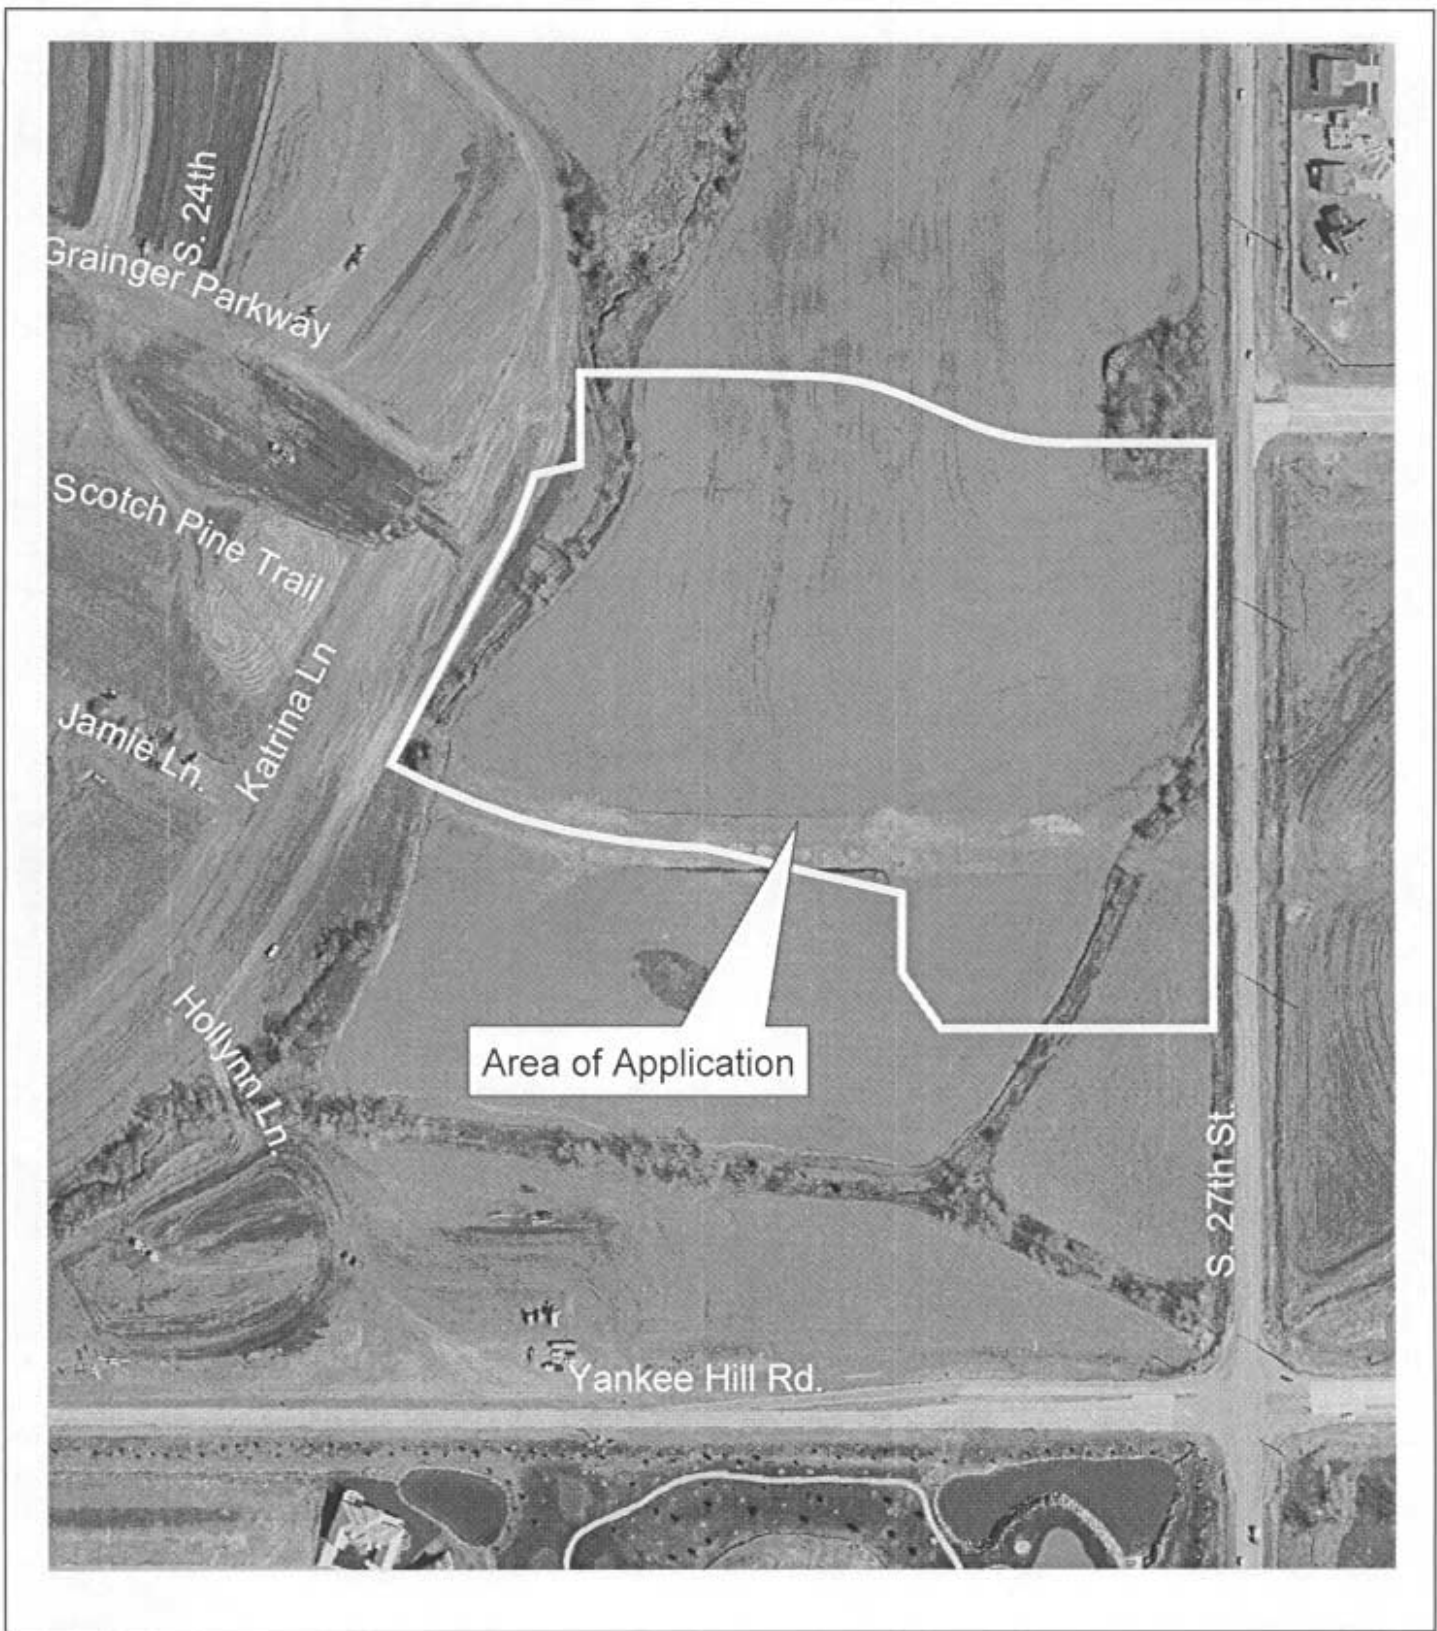 S. 24th
Grainger Parkway
Scotch Pine Trail
Katrina Ln
Jamie Ln.
Hollynn Ln.
Area of Application
S. 27th St.
Yankee Hill Rd.